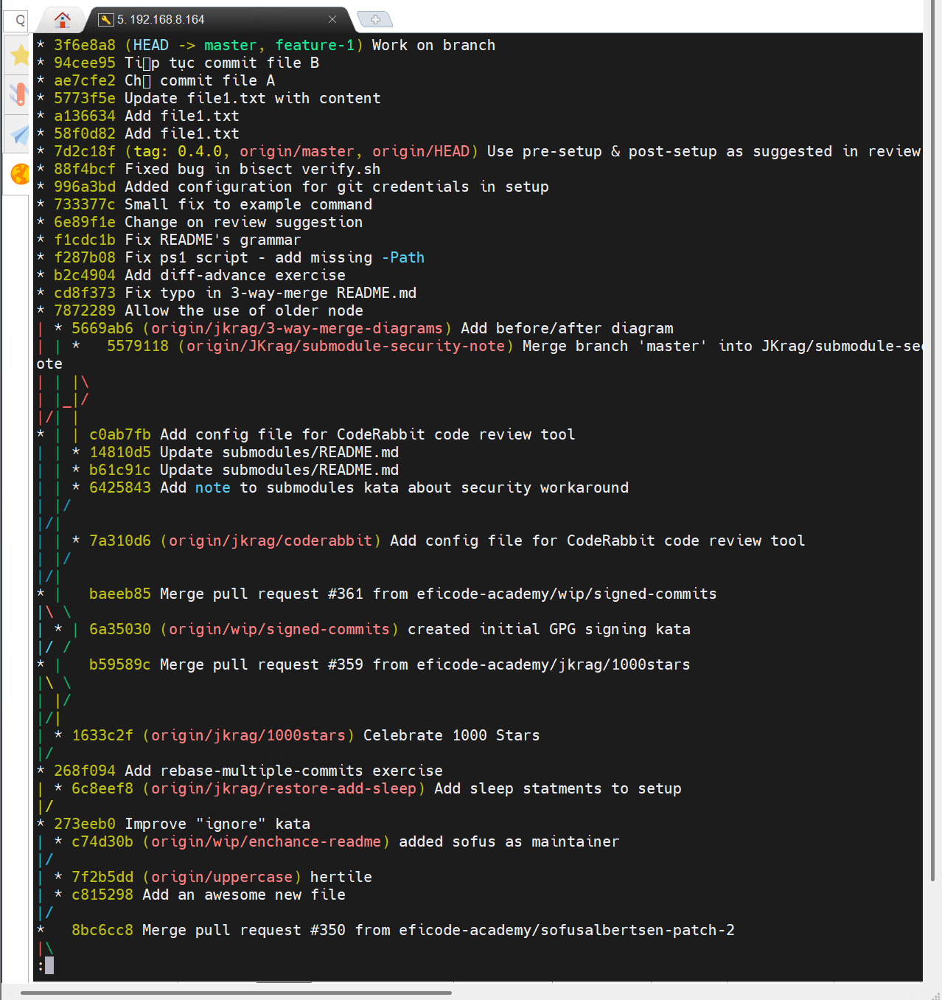 Q
5. 192.168.8.164
* 3f6e8a8 (HEAD -> master, feature-1) Work on branch
* 94cee95 Ti▯p tục commit file B
* ae7cfe2 Ch▯ commit file A
* 5773f5e Update file1.txt with content
* a136634 Add file1.txt
* 58f0d82 Add file1.txt
* 7d2c18f (tag: 0.4.0, origin/master, origin/HEAD) Use pre-setup & post-setup as suggested in review
* 88f4bcf Fixed bug in bisect verify.sh
* 996a3bd Added configuration for git credentials in setup
* 733377c Small fix to example command
* 6e89f1e Change on review suggestion
* f1cdc1b Fix README's grammar
* f287b08 Fix ps1 script - add missing -Path
* b2c4904 Add diff-advance exercise
* cd8f373 Fix typo in 3-way-merge README.md
* 7872289 Allow the use of older node
| * 5669ab6 (origin/jkrag/3-way-merge-diagrams) Add before/after diagram
| | *   5579118 (origin/JKrag/submodule-security-note) Merge branch 'master' into JKrag/submodule-sec
ote
| | |\
| |_|/
|/| |
* | | c0ab7fb Add config file for CodeRabbit code review tool
| | * 14810d5 Update submodules/README.md
| | * b61c91c Update submodules/README.md
| | * 6425843 Add note to submodules kata about security workaround
| |/
|/|
| | * 7a310d6 (origin/jkrag/coderabbit) Add config file for CodeRabbit code review tool
| |/
|/|
* |   baeeb85 Merge pull request #361 from eficode-academy/wip/signed-commits
|\ \
| * | 6a35030 (origin/wip/signed-commits) created initial GPG signing kata
|/ /
* |   b59589c Merge pull request #359 from eficode-academy/jkrag/1000stars
|\ \
| |/
|/|
| * 1633c2f (origin/jkrag/1000stars) Celebrate 1000 Stars
|/
* 268f094 Add rebase-multiple-commits exercise
| * 6c8eef8 (origin/jkrag/restore-add-sleep) Add sleep statments to setup
|/
* 273eeb0 Improve "ignore" kata
| * c74d30b (origin/wip/enchance-readme) added sofus as maintainer
|/
| * 7f2b5dd (origin/uppercase) hertile
| * c815298 Add an awesome new file
|/
*   8bc6cc8 Merge pull request #350 from eficode-academy/sofusalbertsen-patch-2
|\
: